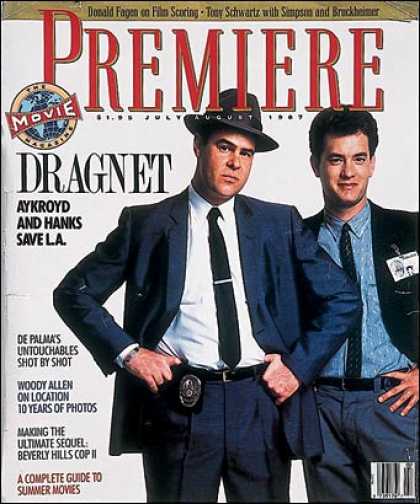 Donald Fagen on Film Scoring · Tony Schwartz with Simpson and Bruckheimer
PREMIERE
THE
MOVIE
MAGAZINE
$1.95 JULY AUGUST 1987
DRAGNET
AYKROYD
AND HANKS
SAVE L.A.
DE PALMA'S
UNTOUCHABLES
SHOT BY SHOT
WOODY ALLEN
ON LOCATION
10 YEARS OF PHOTOS
MAKING THE
ULTIMATE SEQUEL:
BEVERLY HILLS COP II
A COMPLETE GUIDE TO
SUMMER MOVIES